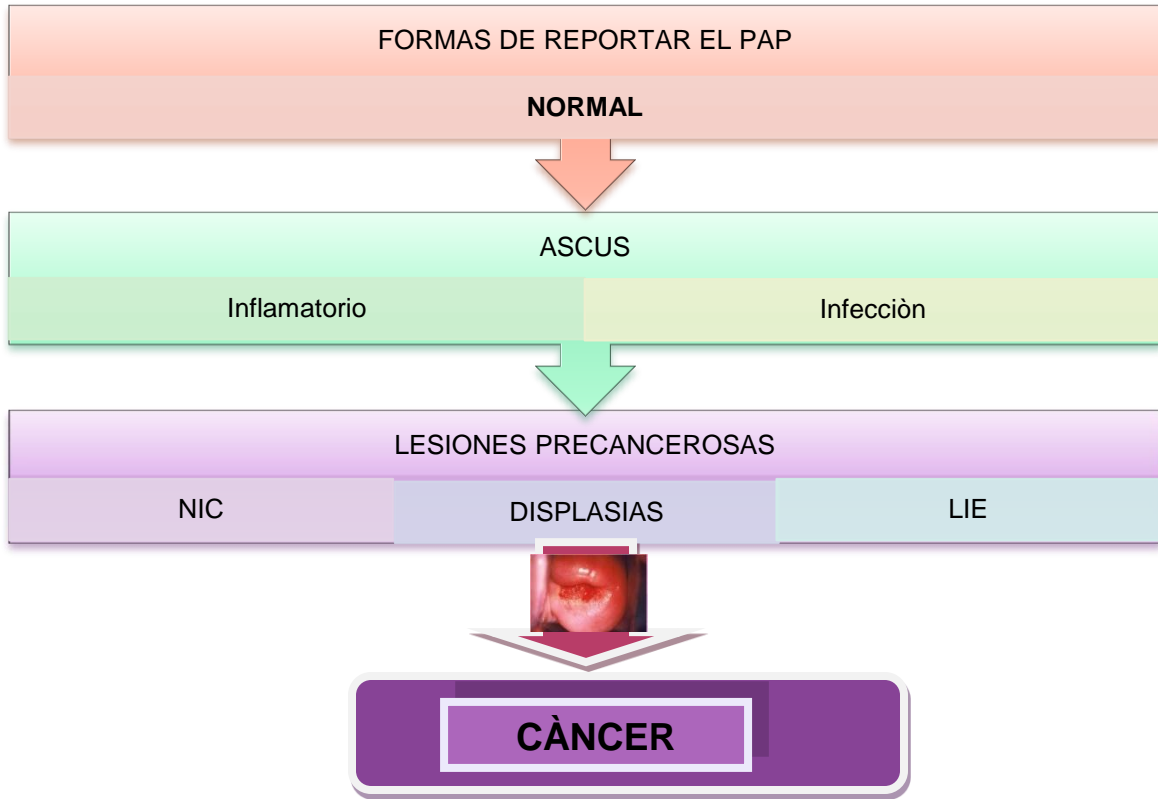 FORMAS DE REPORTAR EL PAP
NORMAL
ASCUS
Inflamatorio
Infecciòn
LESIONES PRECANCEROSAS
NIC
DISPLASIAS
LIE
CÀNCER